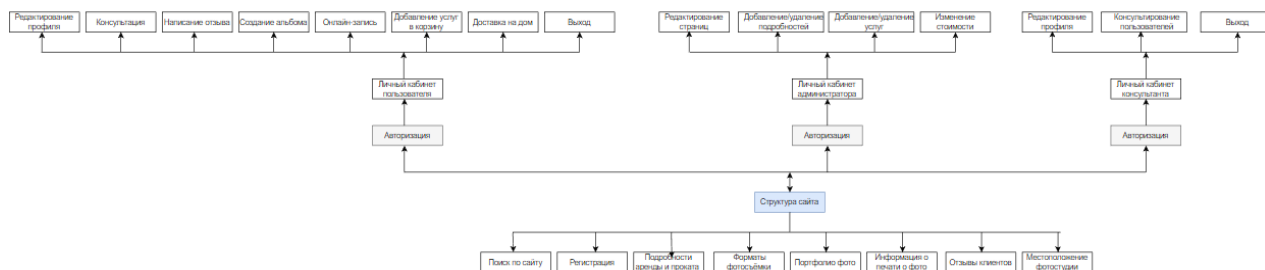 Редактирование
профиля
Консультация
Написание отзыва
Создание альбома
Онлайн-запись
Добавление услуг
в корзину
Доставка на дом
Выход
Редактирование
страниц
Добавление/удаление
подробностей
Добавление/удаление
услуг
Изменение
стоимости
Редактирование
профиля
Консультирование
пользователей
Выход
Личный кабинет
пользователя
Личный кабинет
администратора
Личный кабинет
консультанта
Авторизация
Авторизация
Авторизация
Структура сайта
Поиск по сайту
Регистрация
Подробности
аренды и проката
Форматы
фотосъёмки
Портфолио фото
Информация о
печати о фото
Отзывы клиентов
Местоположение
фотостудии